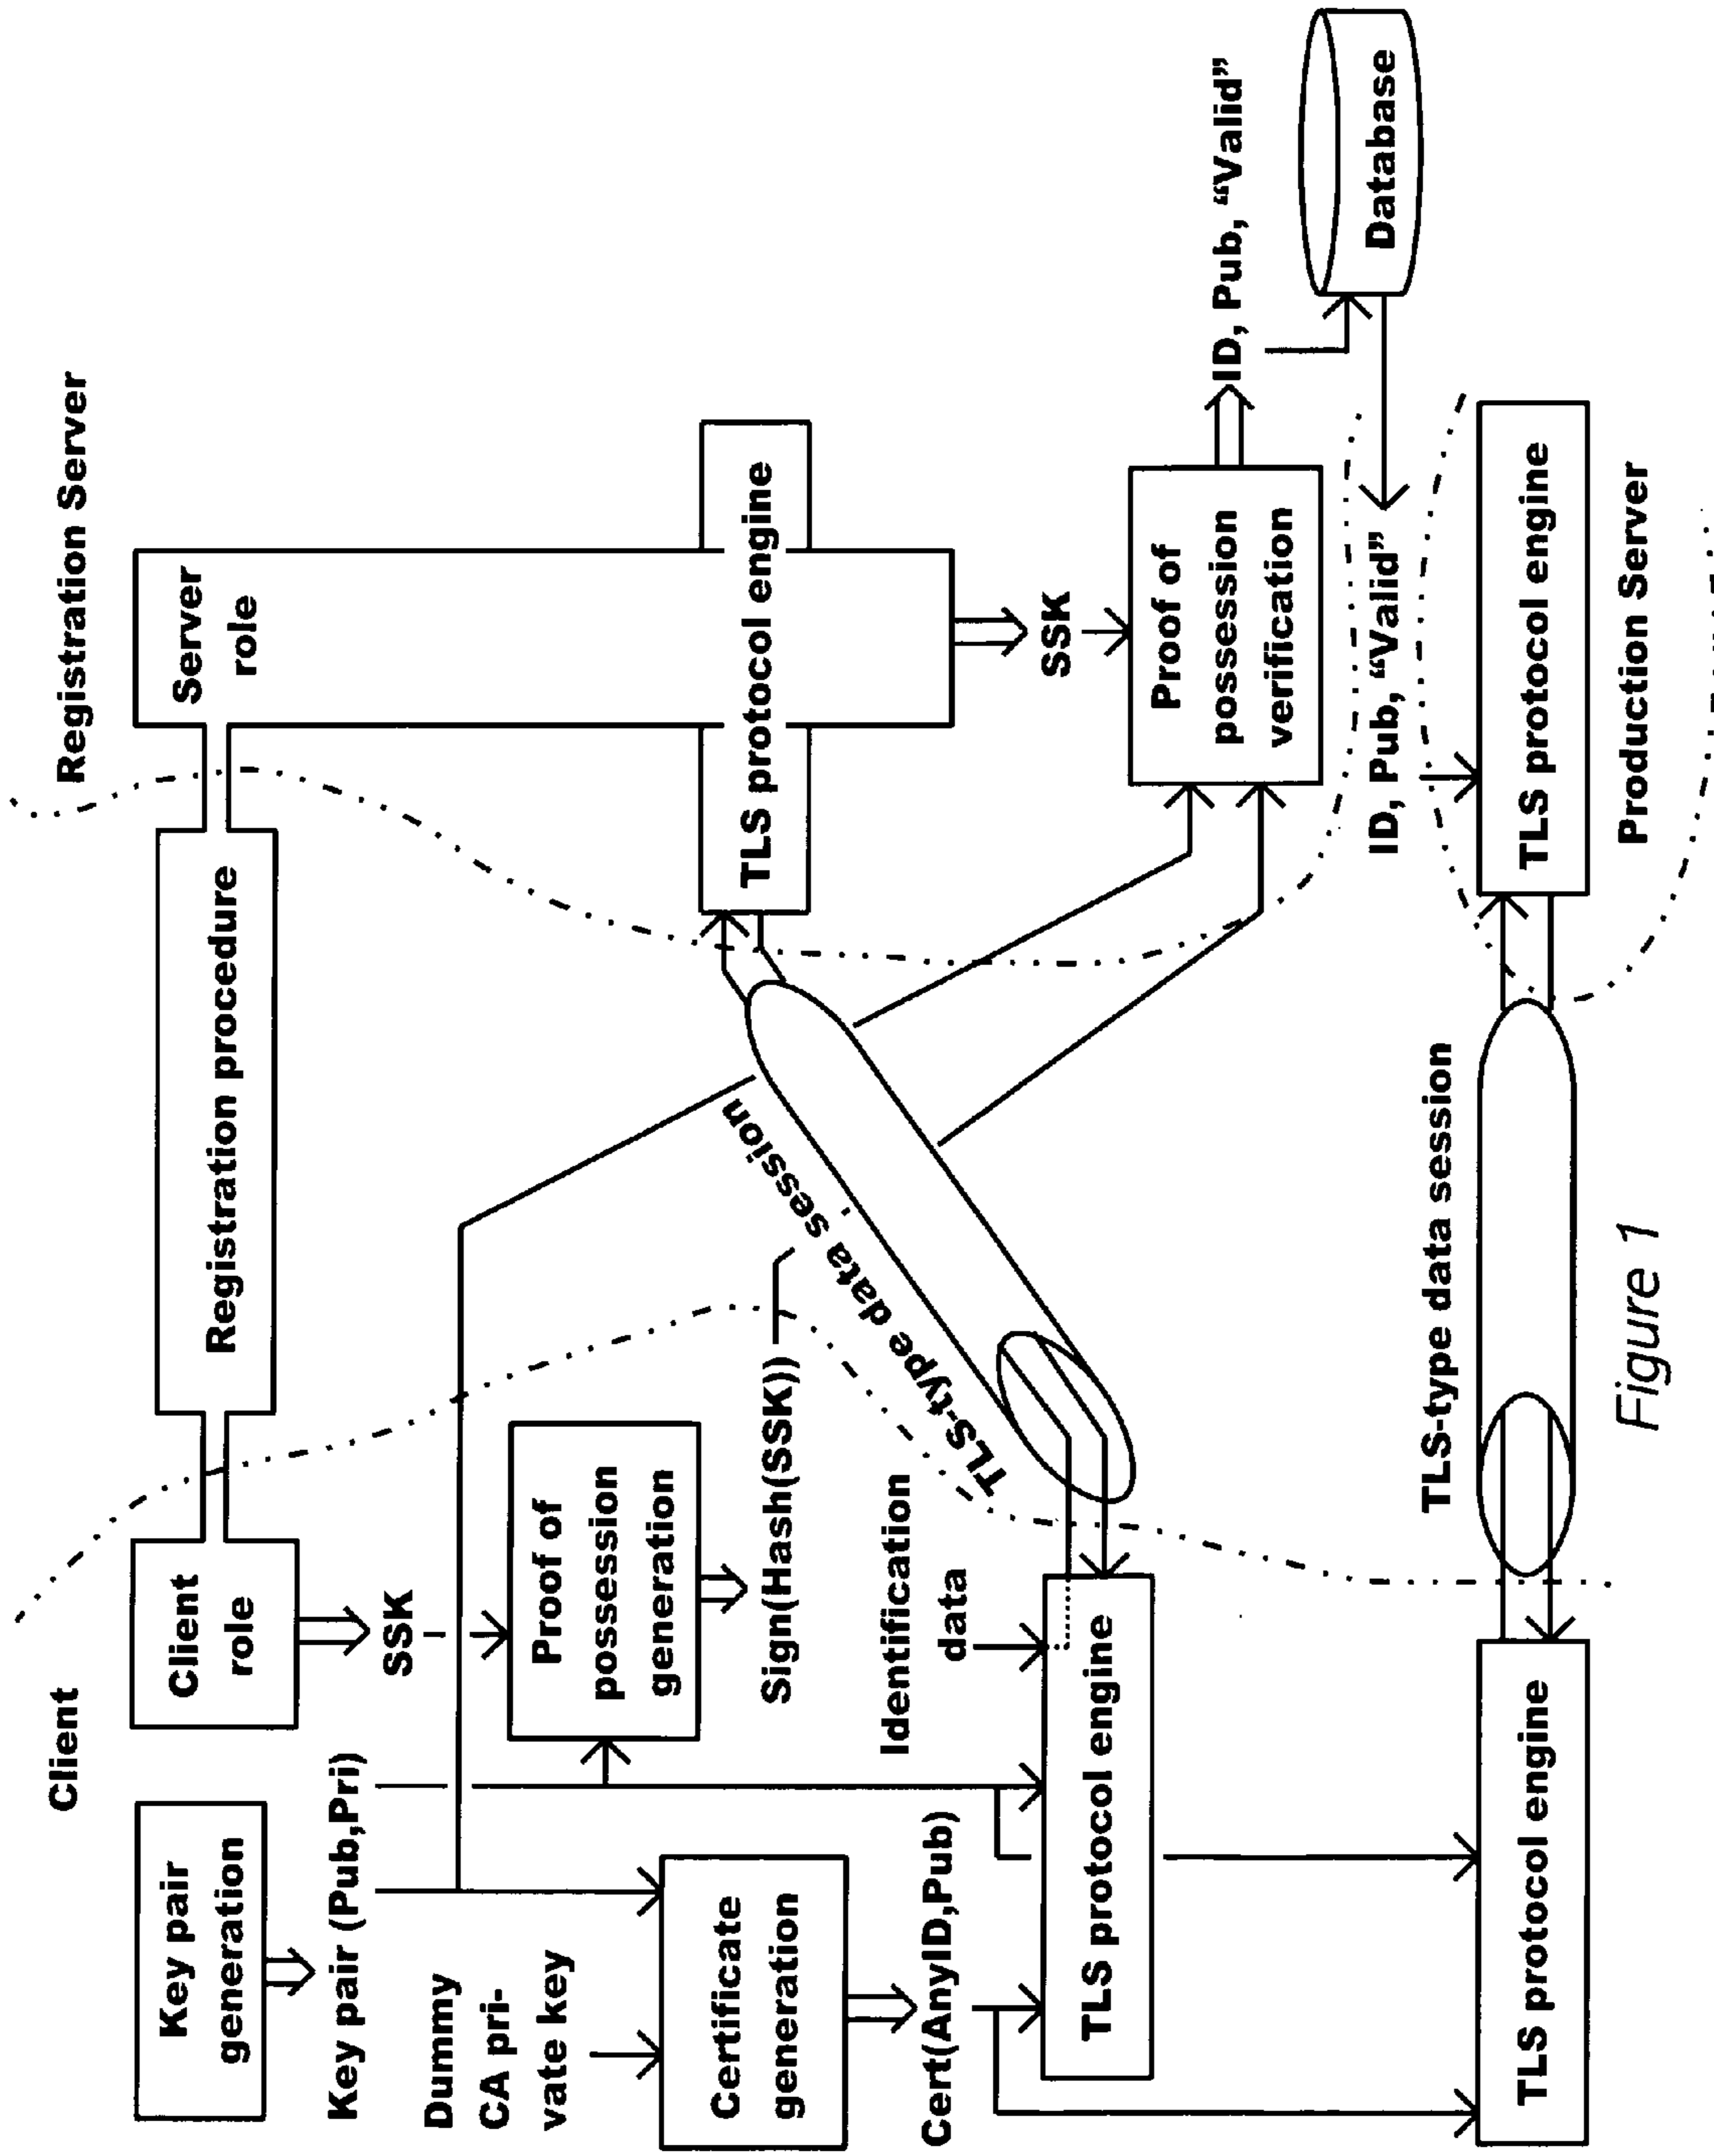 Client
Registration Server
Key pair
generation
Client
role
Registration procedure
Server
role
Key pair (Pub,Pri)
SSK
Dummy
CA pri-
vate key
Proof of
possession
generation
Certificate
generation
Sign(Hash(SSK))
TLS-type data session
TLS protocol engine
Identification
data
Cert(AnyID,Pub)
TLS protocol engine
SSK
Proof of
possession
verification
ID, Pub, “Valid”
Database
ID, Pub, “Valid”
TLS-type data session
TLS protocol engine
TLS protocol engine
Production Server
Figure 1